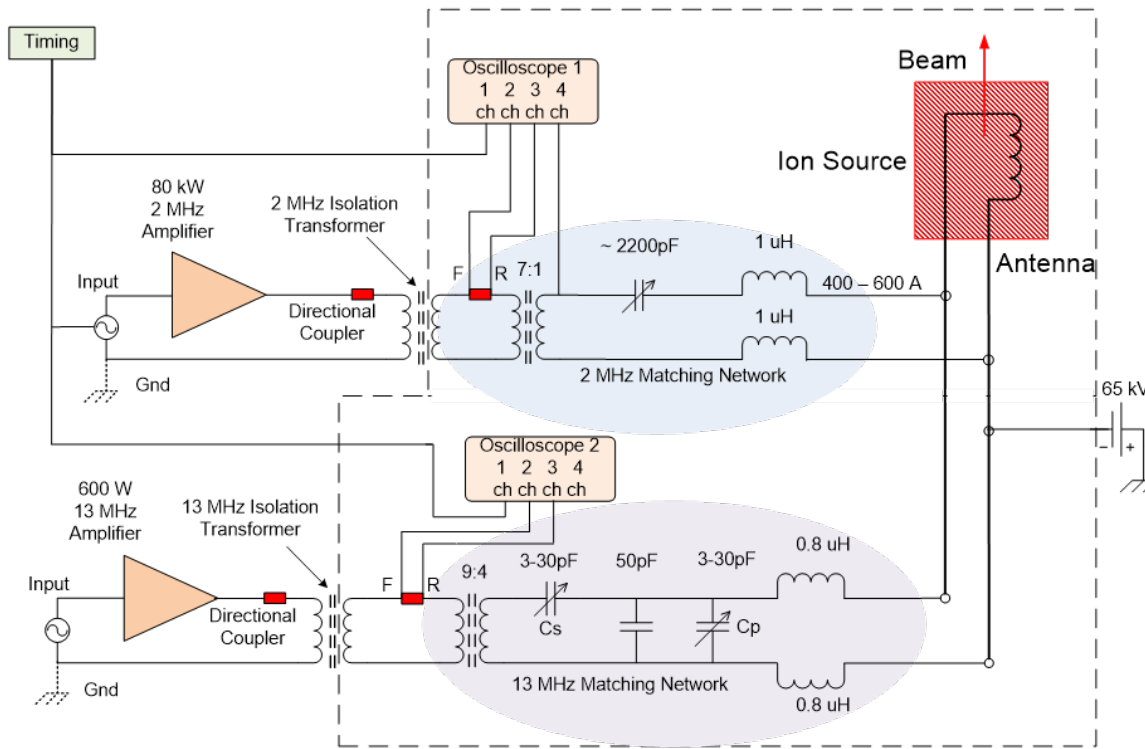 Timing
Oscilloscope 1
1 2 3 4
ch ch ch ch
Beam
Ion Source
Antenna
80 kW
2 MHz
Amplifier
2 MHz Isolation
Transformer
Input
Directional
Coupler
Gnd
F R 7:1
~ 2200pF
1 uH
400 – 600 A
1 uH
2 MHz Matching Network
65 kV
- +
Oscilloscope 2
1 2 3 4
ch ch ch ch
600 W
13 MHz
Amplifier
13 MHz Isolation
Transformer
Input
Directional
Coupler
Gnd
F R 9:4
3-30pF 50pF 3-30pF
Cs Cp
0.8 uH
0.8 uH
13 MHz Matching Network